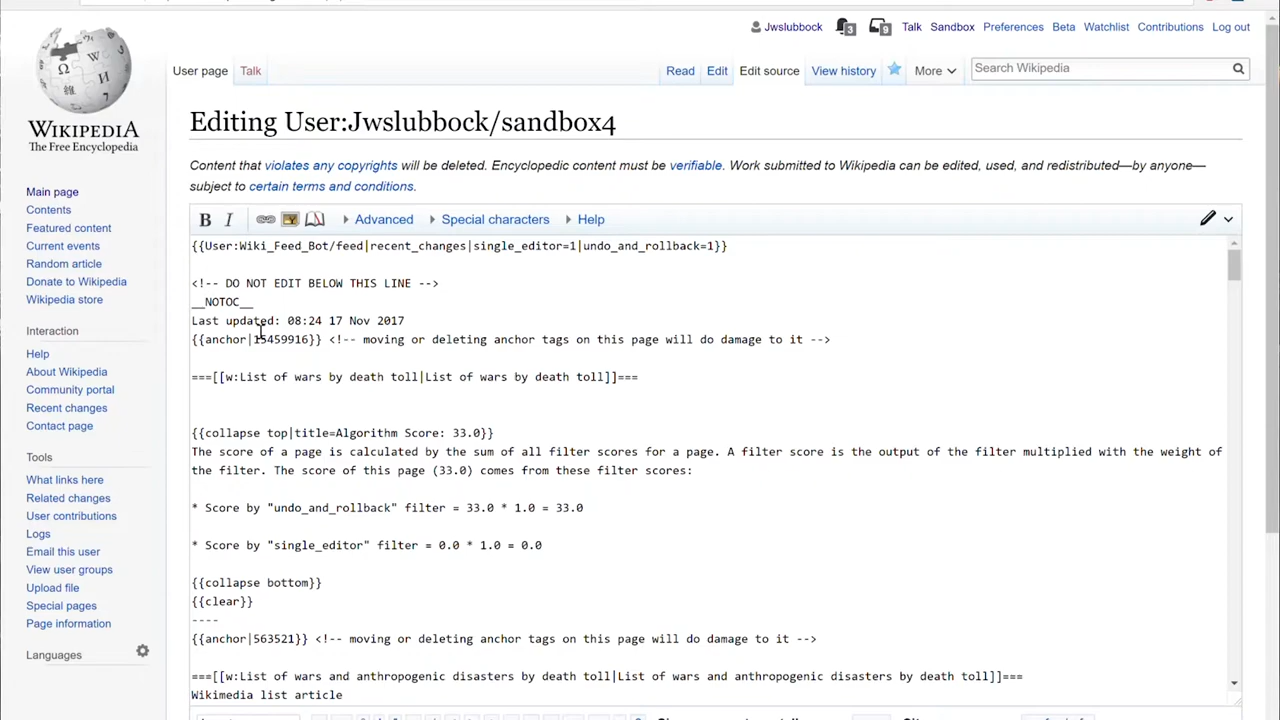 Jwslubbock 3 9 Talk Sandbox Preferences Beta Watchlist Contributions Log out
User page Talk Read Edit Edit source View history More Search Wikipedia
WIKIPEDIA
The Free Encyclopedia
Main page
Contents
Featured content
Current events
Random article
Donate to Wikipedia
Wikipedia store
Interaction
Help
About Wikipedia
Community portal
Recent changes
Contact page
Tools
What links here
Related changes
User contributions
Logs
Email this user
View user groups
Upload file
Special pages
Page information
Languages
Editing User:Jwslubbock/sandbox4
Content that violates any copyrights will be deleted. Encyclopedic content must be verifiable. Work submitted to Wikipedia can be edited, used, and redistributed—by anyone—
subject to certain terms and conditions.
B I Advanced Special characters Help
{{User:Wiki_Feed_Bot/feed|recent_changes|single_editor=1|undo_and_rollback=1}}
<!-- DO NOT EDIT BELOW THIS LINE -->
__NOTOC__
Last updated: 08:24 17 Nov 2017
{{anchor|15459916}} <!-- moving or deleting anchor tags on this page will do damage to it -->
===[[w:List of wars by death toll|List of wars by death toll]]===
{{collapse top|title=Algorithm Score: 33.0}}
The score of a page is calculated by the sum of all filter scores for a page. A filter score is the output of the filter multiplied with the weight of
the filter. The score of this page (33.0) comes from these filter scores:
* Score by "undo_and_rollback" filter = 33.0 * 1.0 = 33.0
* Score by "single_editor" filter = 0.0 * 1.0 = 0.0
{{collapse bottom}}
{{clear}}
----
{{anchor|563521}} <!-- moving or deleting anchor tags on this page will do damage to it -->
===[[w:List of wars and anthropogenic disasters by death toll|List of wars and anthropogenic disasters by death toll]]===
Wikimedia list article